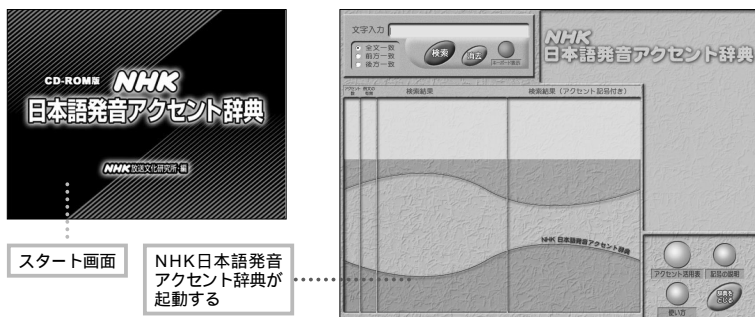 CD-ROM版 NHK
日本語発音アクセント辞典
NHK放送文化研究所・編
スタート画面
NHK日本語発音
アクセント辞典が
起動する
文字入力
全文一致
前方一致
後方一致
検索
消去
NHK
日本語発音アクセント辞典
検索結果
検索結果（アクセント記号付き）
NHK 日本語発音アクセント辞典
アクセント活用表
記号の説明
使い方
辞典を
とじる